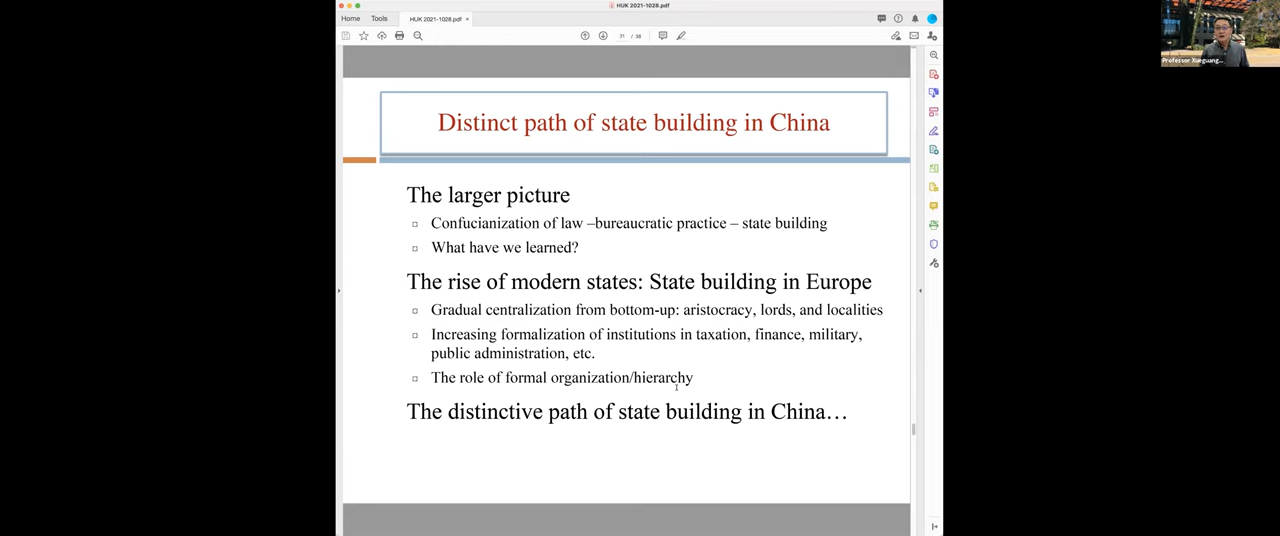 HUK 2021-1028.pdf
Home
Tools
HUK 2021-1028.pdf ×
31 / 38
Professor Xueguang...
Distinct path of state building in China
The larger picture
Confucianization of law –bureaucratic practice – state building
What have we learned?
The rise of modern states: State building in Europe
Gradual centralization from bottom-up: aristocracy, lords, and localities
Increasing formalization of institutions in taxation, finance, military,
public administration, etc.
The role of formal organization/hierarchy
The distinctive path of state building in China…